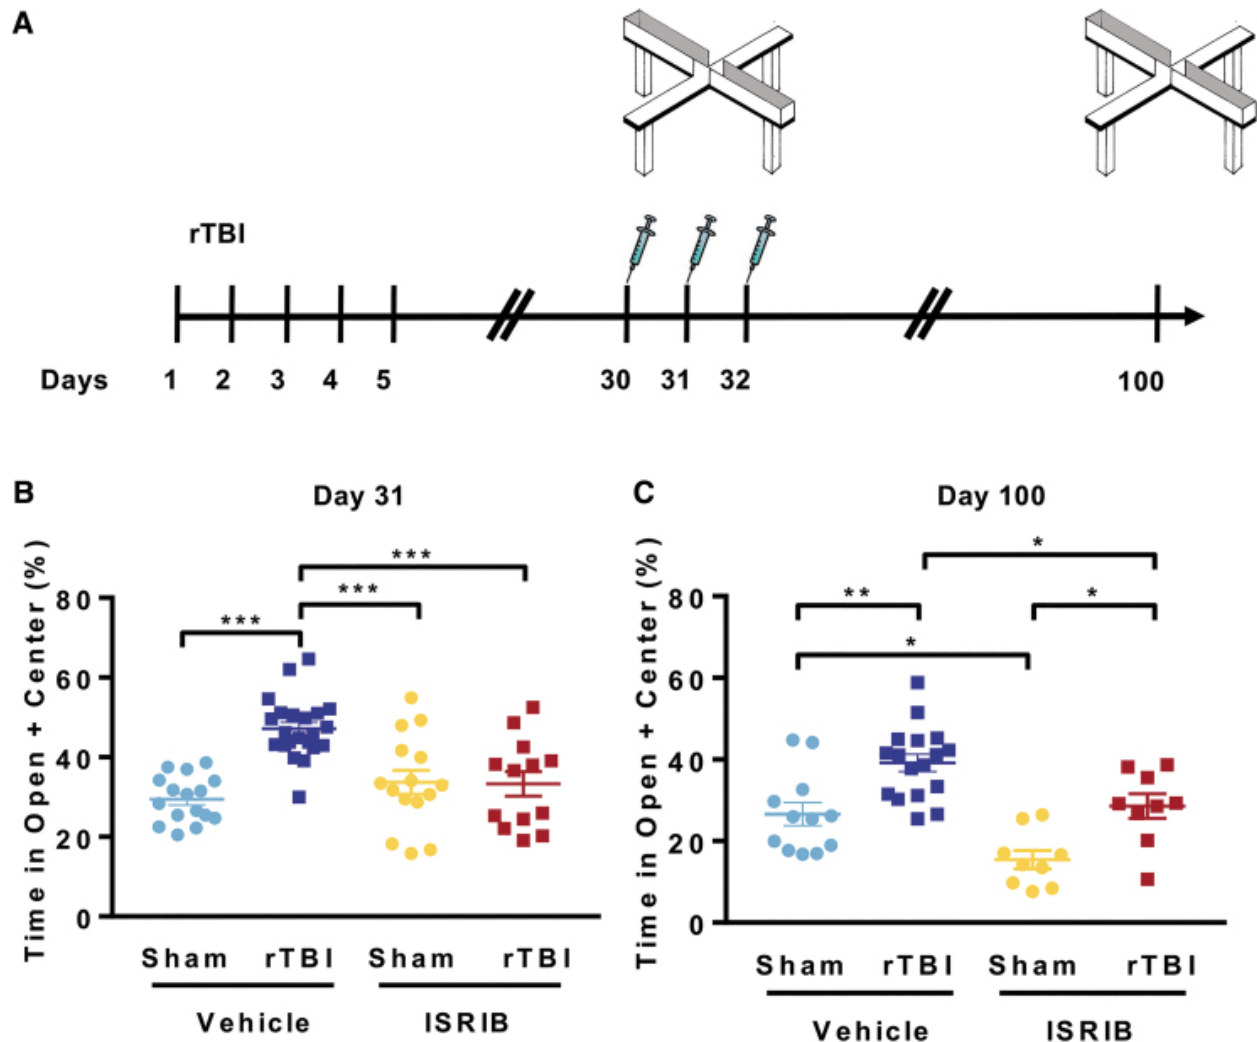 A
rTBI
Days 1 2 3 4 5 30 31 32 100
B
Day 31
Time in Open + Center (%)
80
60
40
20
0
***
***
***
Sham rTBI Sham rTBI
Vehicle ISRIB
C
Day 100
Time in Open + Center (%)
80
60
40
20
0
*
** *
*
Sham rTBI Sham rTBI
Vehicle ISRIB